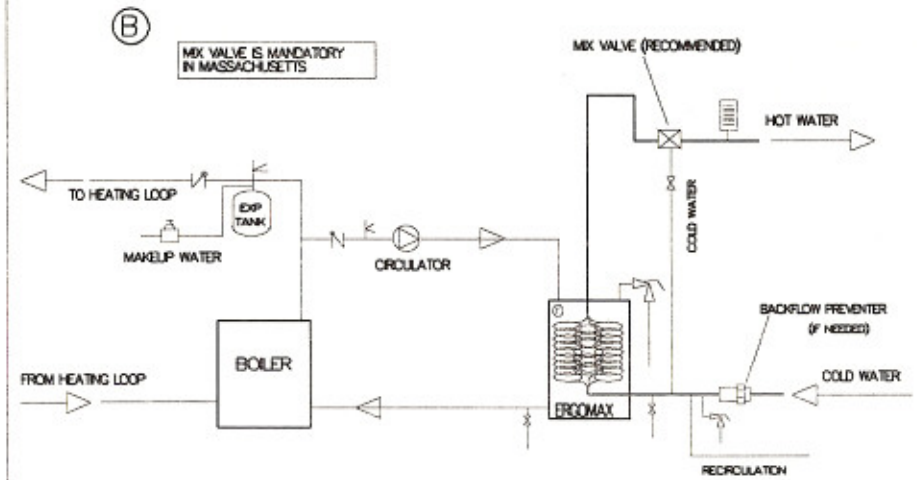 B
MIX VALVE IS MANDATORY
IN MASSACHUSETTS
MIX VALVE (RECOMMENDED)
HOT WATER
TO HEATING LOOP
EXP
TANK
COLD WATER
MAKEUP WATER
CIRCULATOR
BACKFLOW PREVENTER
(IF NEEDED)
BOILER
FROM HEATING LOOP
COLD WATER
ERGOMAX
RECIRCULATION